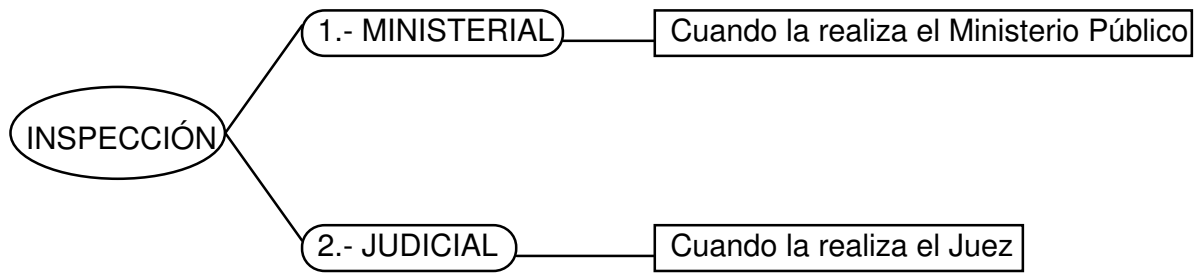 1.- MINISTERIAL
Cuando la realiza el Ministerio Público
INSPECCIÓN
2.- JUDICIAL
Cuando la realiza el Juez